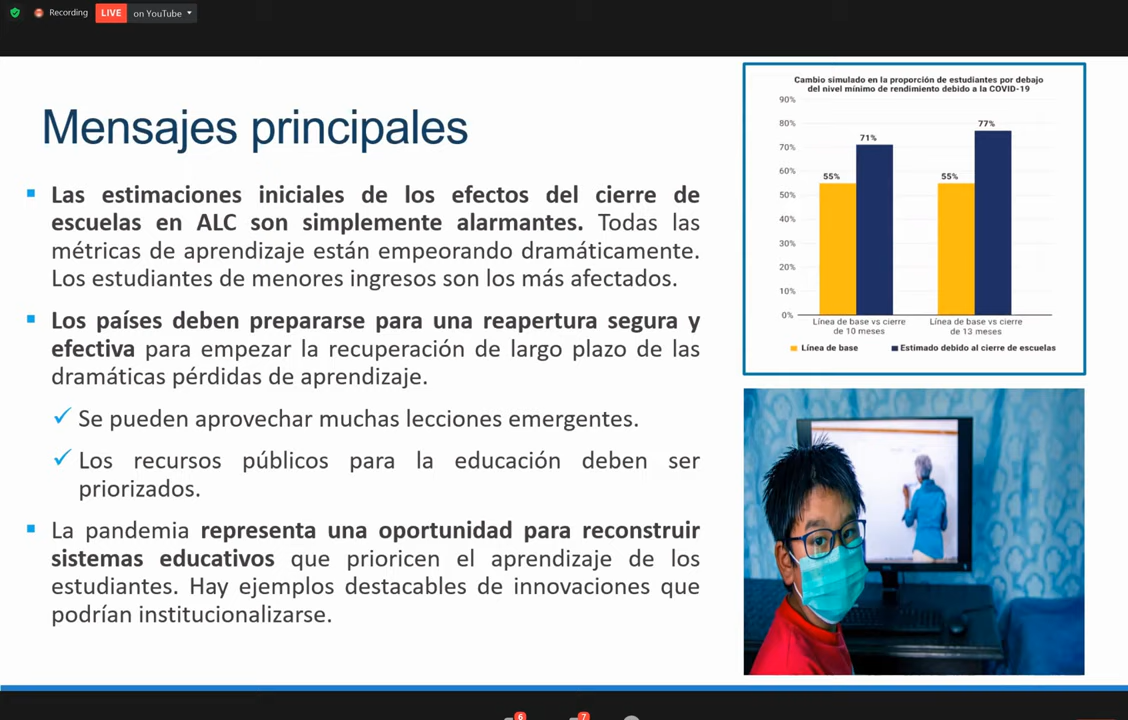 Recording LIVE on YouTube
Mensajes principales
Las estimaciones iniciales de los efectos del cierre de
escuelas en ALC son simplemente alarmantes. Todas las
métricas de aprendizaje están empeorando dramáticamente.
Los estudiantes de menores ingresos son los más afectados.
Los países deben prepararse para una reapertura segura y
efectiva para empezar la recuperación de largo plazo de las
dramáticas pérdidas de aprendizaje.
Se pueden aprovechar muchas lecciones emergentes.
Los recursos públicos para la educación deben ser
priorizados.
La pandemia representa una oportunidad para reconstruir
sistemas educativos que prioricen el aprendizaje de los
estudiantes. Hay ejemplos destacables de innovaciones que
podrían institucionalizarse.
Cambio simulado en la proporción de estudiantes por debajo
del nivel mínimo de rendimiento debido a la COVID-19
90%
80%
70%
60%
50%
40%
30%
20%
10%
0%
55%
71%
55%
77%
Línea de base vs cierre
de 10 meses
Línea de base vs cierre
de 13 meses
Línea de base
Estimado debido al cierre de escuelas
6
7